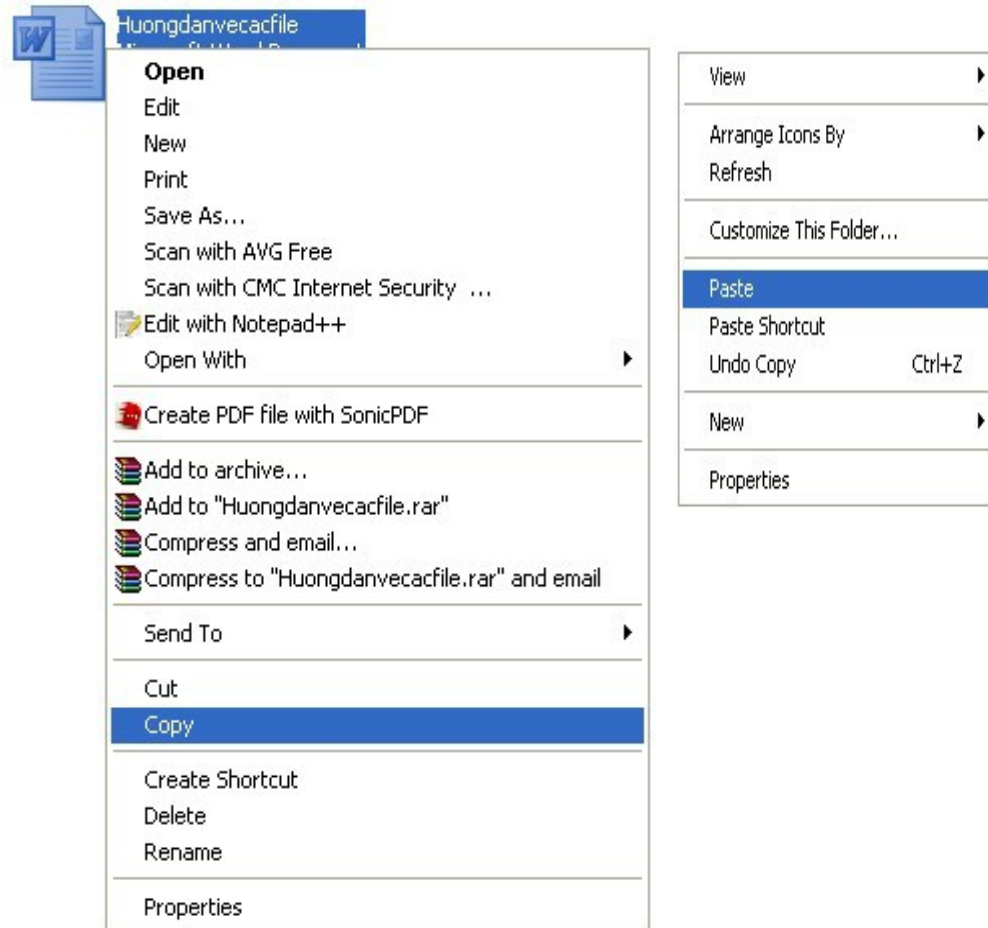 Huongdanvecacfile
Open
Edit
New
Print
Save As...
Scan with AVG Free
Scan with CMC Internet Security ...
Edit with Notepad++
Open With
Create PDF file with SonicPDF
Add to archive...
Add to "Huongdanvecacfile.rar"
Compress and email...
Compress to "Huongdanvecacfile.rar" and email
Send To
Cut
Copy
Create Shortcut
Delete
Rename
Properties
View
Arrange Icons By
Refresh
Customize This Folder...
Paste
Paste Shortcut
Undo Copy Ctrl+Z
New
Properties